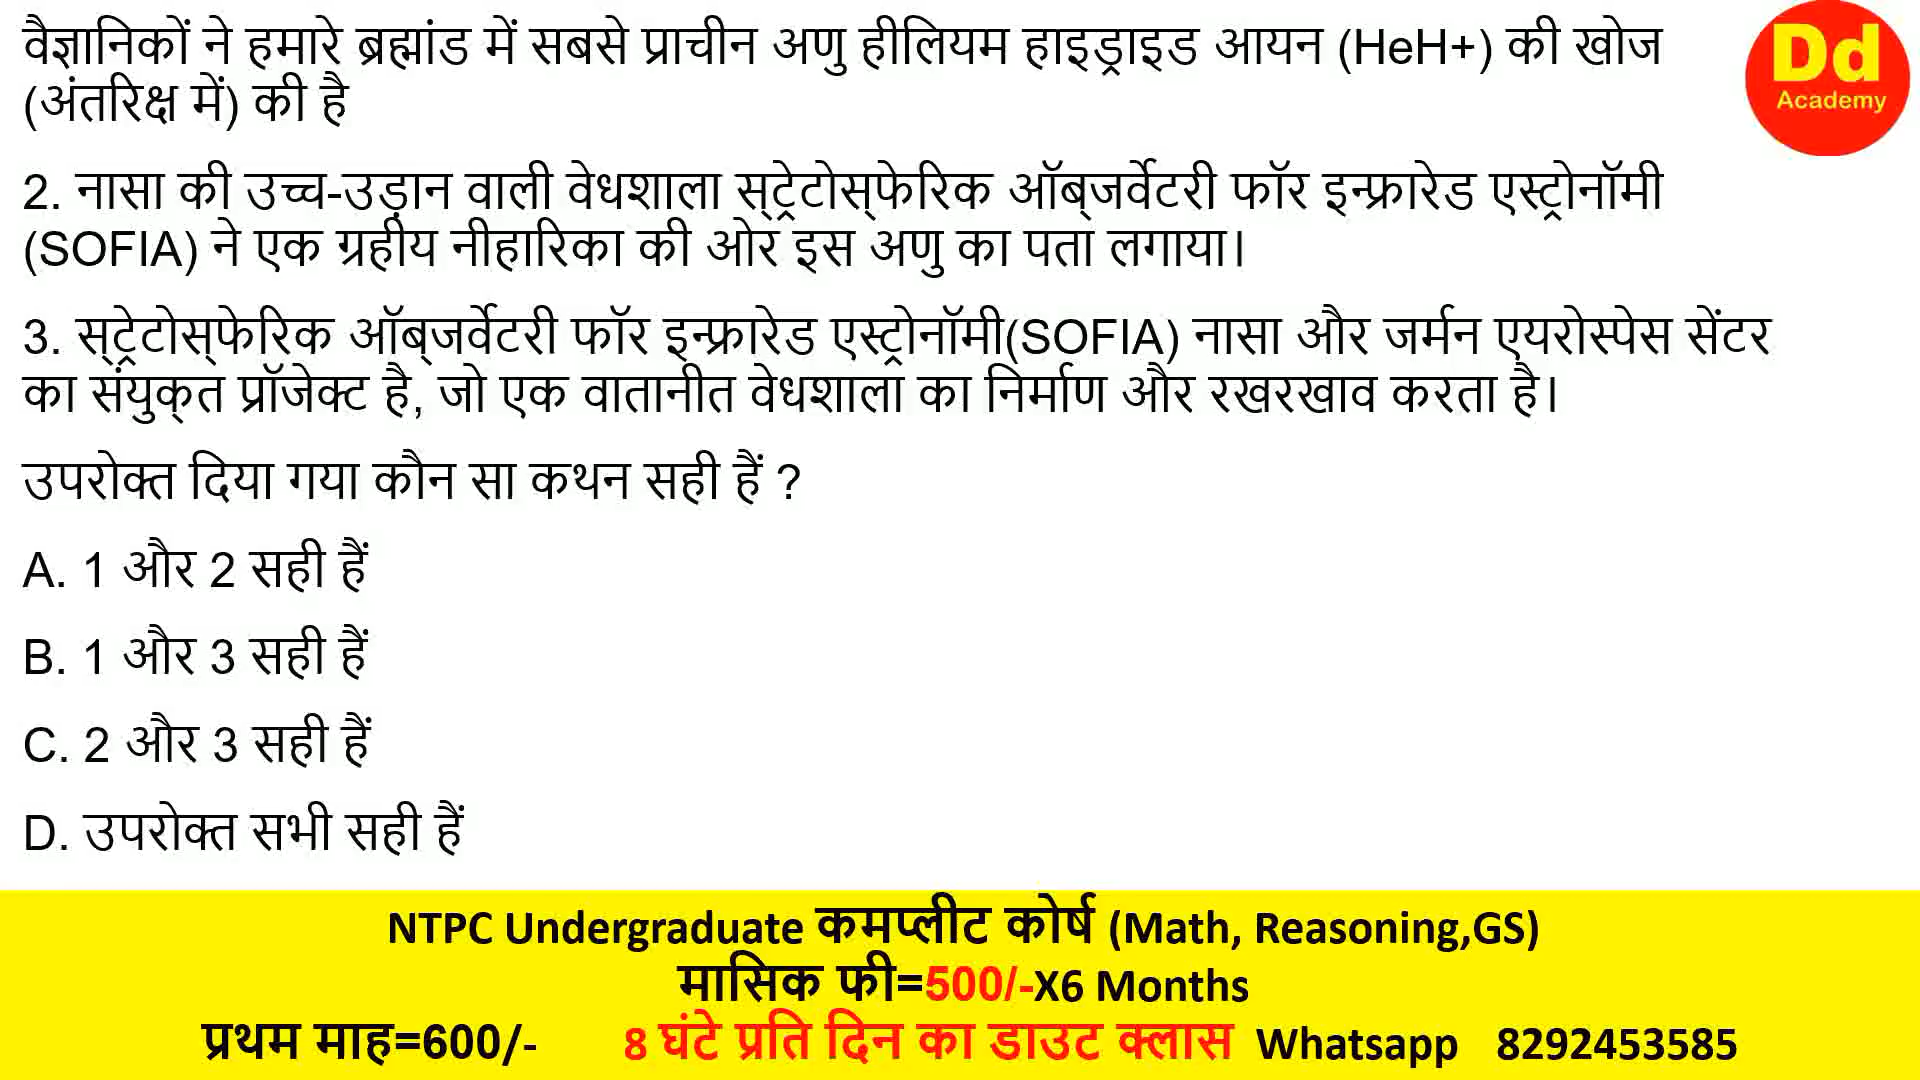 वैज्ञानिकों ने हमारे ब्रह्मांड में सबसे प्राचीन अणु हीलियम हाइड्राइड आयन (HeH+) की खोज
(अंतरिक्ष में) की है
Dd
Academy
2. नासा की उच्च-उड़ान वाली वेधशाला स्ट्रेटोस्फेरिक ऑब्जर्वेटरी फॉर इन्फ्रारेड एस्ट्रोनॉमी
(SOFIA) ने एक ग्रहीय नीहारिका की ओर इस अणु का पता लगाया।
3. स्ट्रेटोस्फेरिक ऑब्जर्वेटरी फॉर इन्फ्रारेड एस्ट्रोनॉमी(SOFIA) नासा और जर्मन एयरोस्पेस सेंटर
का संयुक्त प्रॉजेक्ट है, जो एक वातानीत वेधशाला का निर्माण और रखरखाव करता है।
उपरोक्त दिया गया कौन सा कथन सही हैं ?
A. 1 और 2 सही हैं
B. 1 और 3 सही हैं
C. 2 और 3 सही हैं
D. उपरोक्त सभी सही हैं
NTPC Undergraduate कमप्लीट कोर्ष (Math, Reasoning,GS)
मासिक फी=500/-X6 Months
प्रथम माह=600/- 8 घंटे प्रति दिन का डाउट क्लास Whatsapp 8292453585